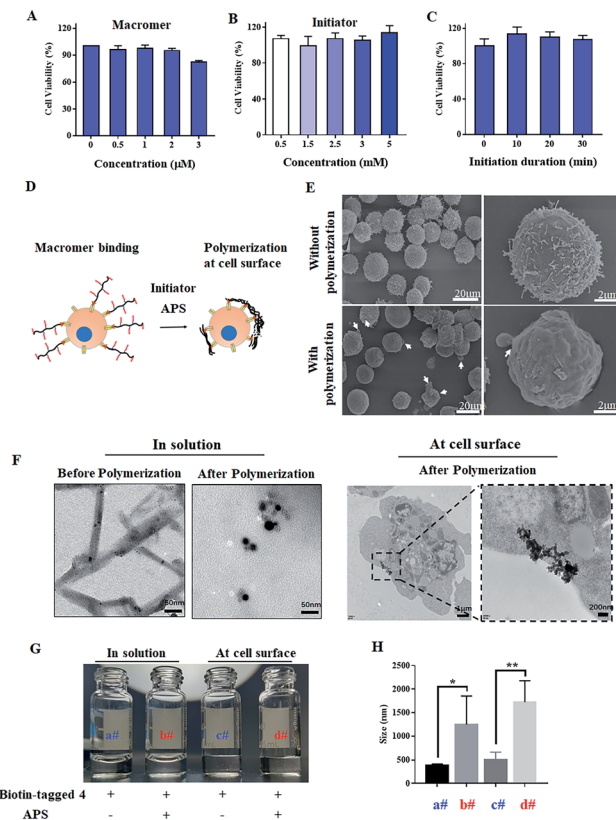 A
Macromer
Cell Viability (%)
120
90
60
30
0
0 0.5 1 2 3
Concentration (μM)
B
Initiator
Cell Viability (%)
120
80
40
0
0.5 1.5 2.5 3 5
Concentration (mM)
C
Cell Viability (%)
120
80
40
0
0 10 20 30
Initiation duration (min)
D
Macromer binding
Initiator
APS
Polymerization
at cell surface
E
Without
polymerization
20μm
2μm
With
polymerization
20μm
2μm
F
In solution
Before Polymerization
After Polymerization
50nm
50nm
At cell surface
After Polymerization
1μm
200nm
G
In solution
At cell surface
a# b# c# d#
Biotin-tagged 4 + + + +
APS - + - +
H
Size (nm)
2500
2000
1500
1000
500
0
*
**
a# b# c# d#